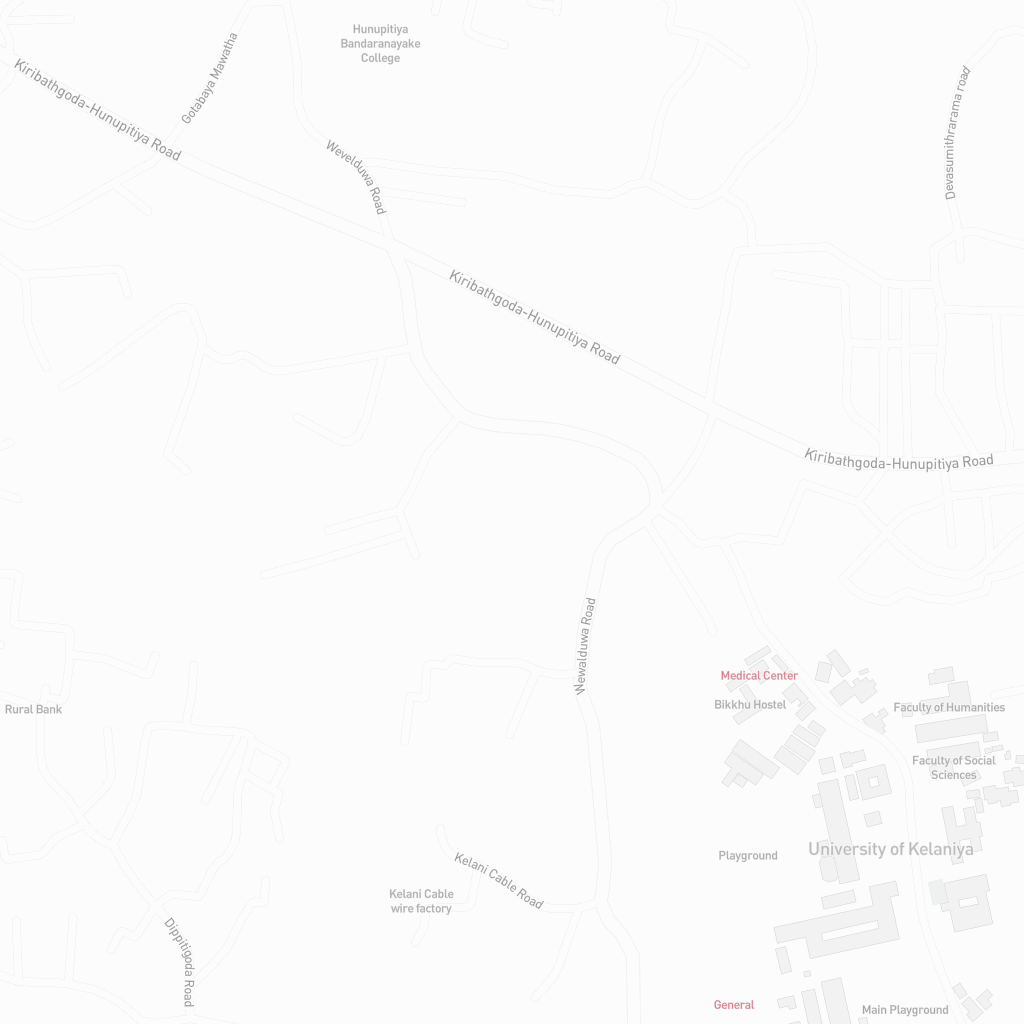 Hunupitiya
Bandaranayake
College
Gotabaya Mawatha
Kiribathgoda-Hunupitiya Road
Devasumithrarama road
Wevelduwa Road
Kiribathgoda-Hunupitiya Road
Kiribathgoda-Hunupitiya Road
Wewalduwa Road
Medical Center
Bikkhu Hostel
Faculty of Humanities
Rural Bank
Faculty of Social
Sciences
University of Kelaniya
Playground
Kelani Cable Road
Kelani Cable
wire factory
Dippitigoda Road
General
Main Playground